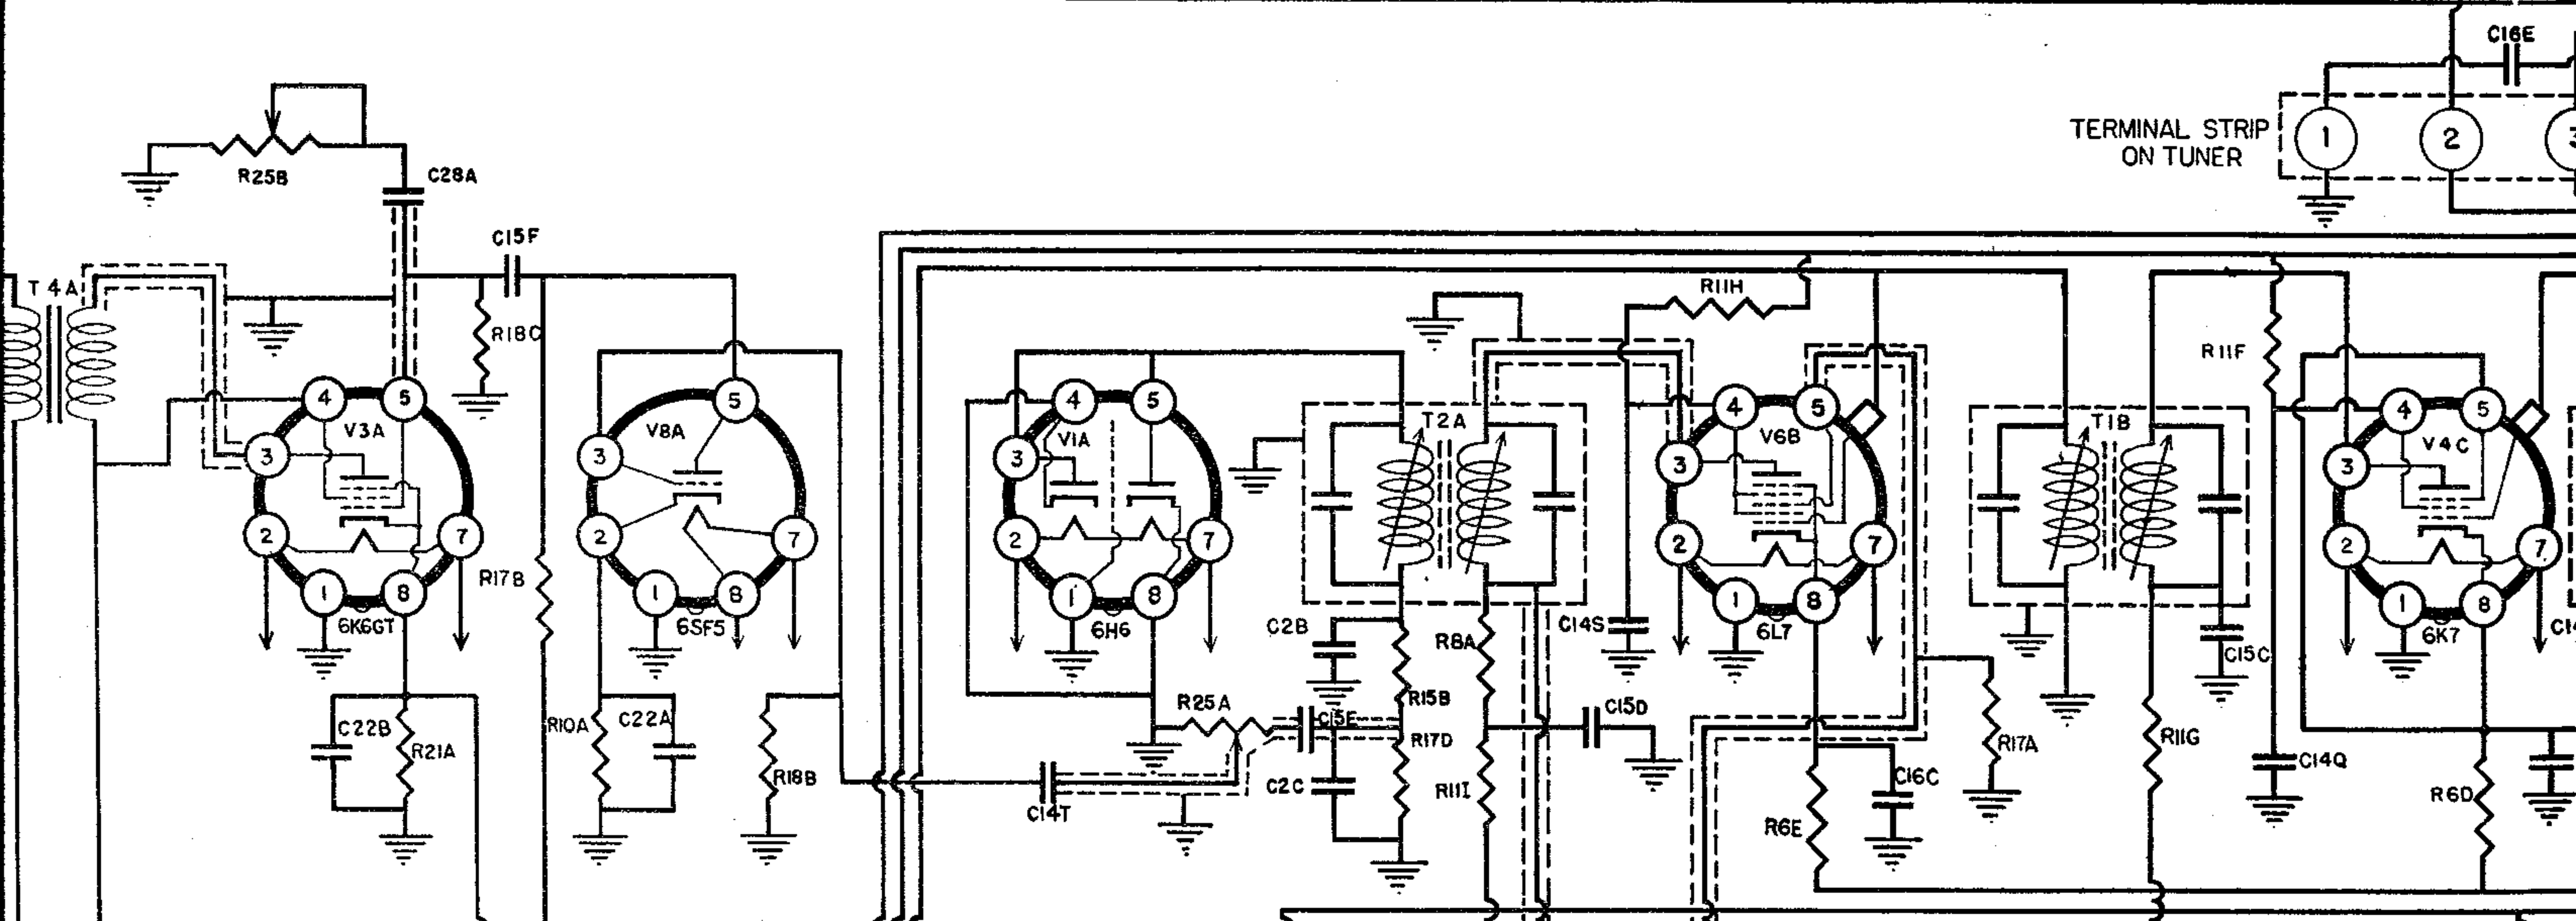 C16E
TERMINAL STRIP
ON TUNER
1
2
R25B
C28A
C15F
T4A
R18C
R11H
R11F
4
5
V3A
3
2
7
1
8
6K6GT
R17B
5
V8A
3
2
7
1
8
6SF5
4
5
V1A
3
2
7
1
8
6H6
T2A
4
5
V6B
3
2
7
1
8
6L7
T1B
4
5
V4C
3
2
7
1
8
6K7
C2B
R8A
C14S
C15C
C14
C22B
R21A
R10A
C22A
R18B
R25A
C15E
R15B
R17D
C15D
R17A
R11G
C14Q
C14T
C2C
R11I
R6E
C16C
R6D